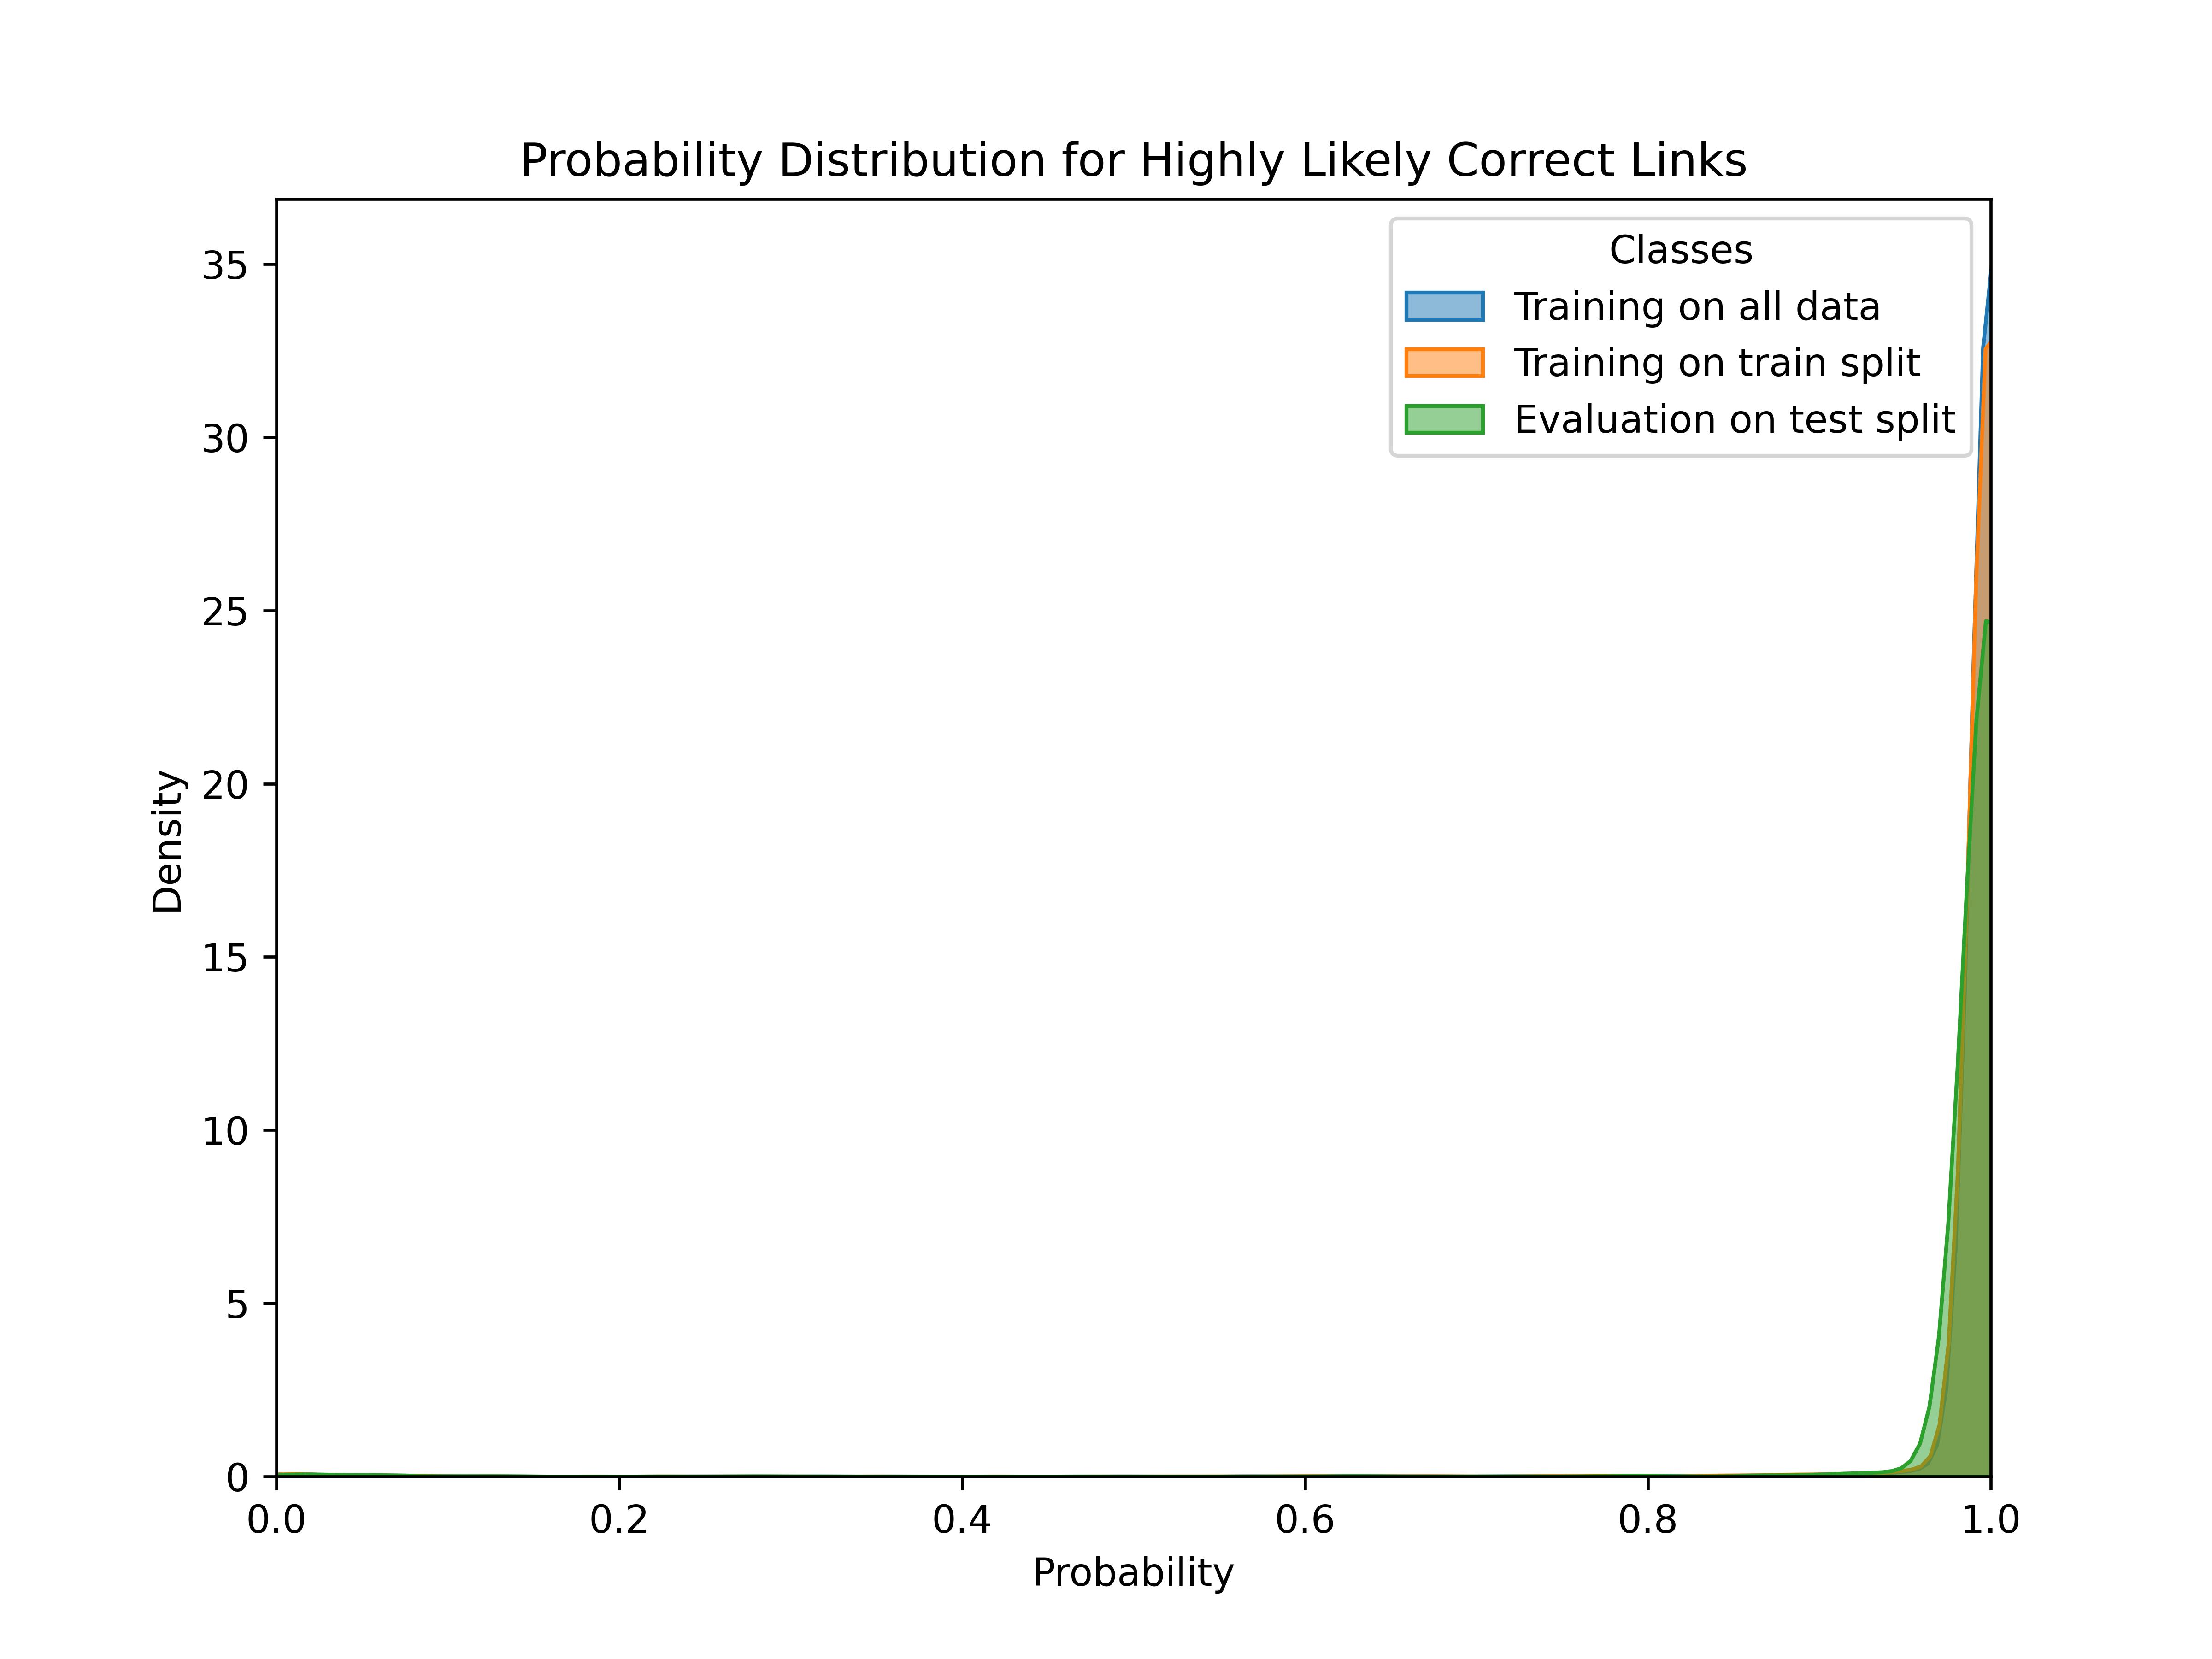 Probability Distribution for Highly Likely Correct Links
Classes
Training on all data
Training on train split
Evaluation on test split
Density
35
30
25
20
15
10
5
0
0.0 0.2 0.4 0.6 0.8 1.0
Probability